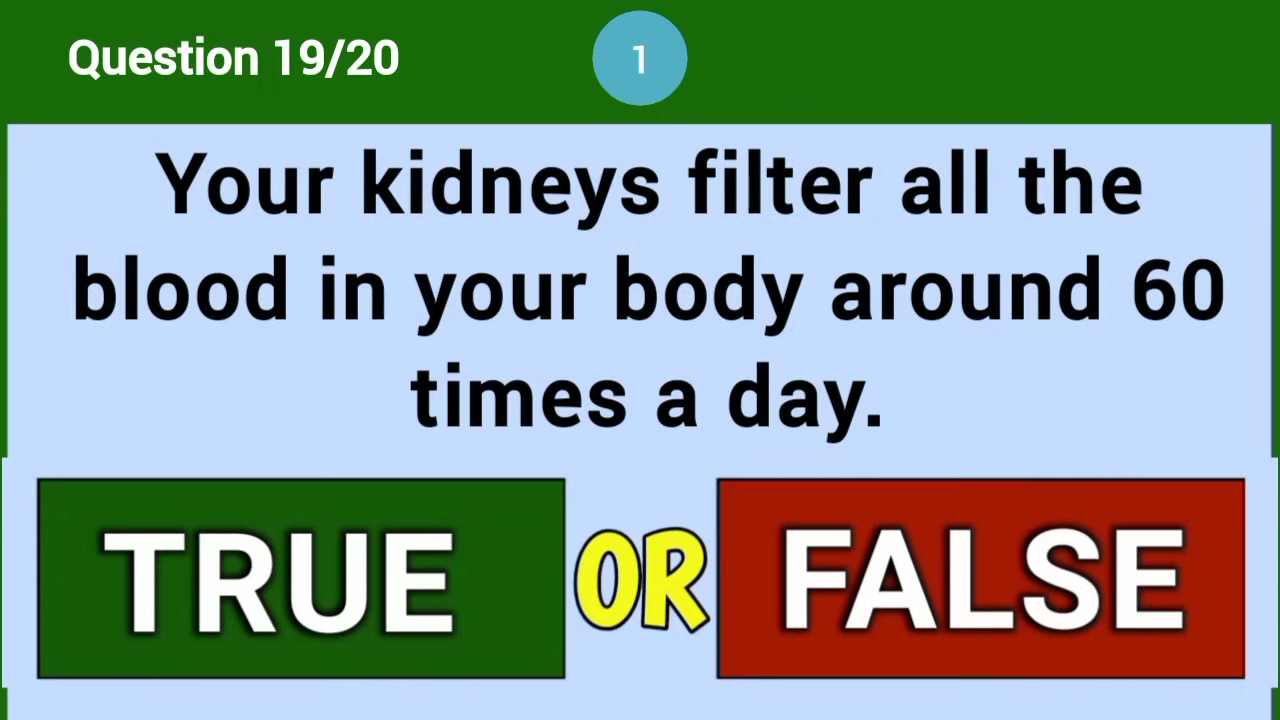 Question 19/20
1
Your kidneys filter all the
blood in your body around 60
times a day.
TRUE OR FALSE